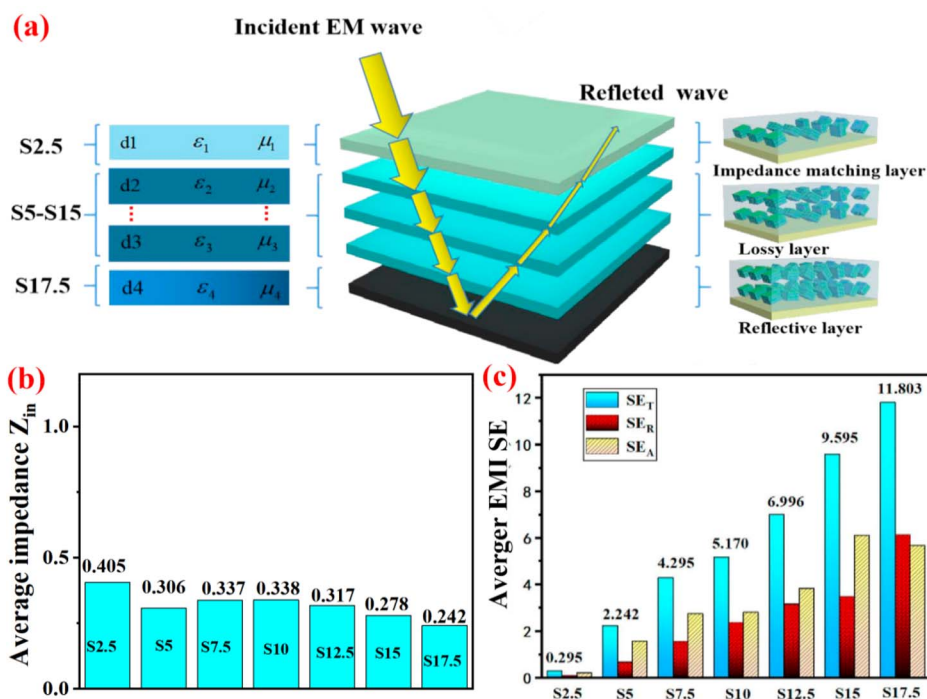 (a)
Incident EM wave
Refleted wave
S2.5
d1 ε1 μ1
S5-S15
d2 ε2 μ2
d3 ε3 μ3
S17.5
d4 ε4 μ4
Impedance matching layer
Lossy layer
Reflective layer
(b)
Average impedance Zin
1.0
0.5
0.0
0.405
0.306
0.337
0.338
0.317
0.278
0.242
S2.5
S5
S7.5
S10
S12.5
S15
S17.5
(c)
Averger EMI SE
12
10
8
6
4
2
0
SET
SER
SEA
0.295
2.242
4.295
5.170
6.996
9.595
11.803
S2.5 S5 S7.5 S10 S12.5 S15 S17.5